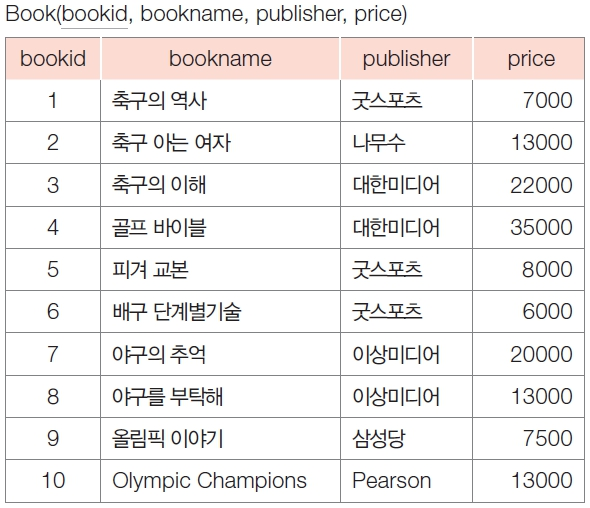 Book(bookid, bookname, publisher, price)
bookid bookname publisher price
1 축구의 역사 굿스포츠 7000
2 축구 아는 여자 나무수 13000
3 축구의 이해 대한미디어 22000
4 골프 바이블 대한미디어 35000
5 피겨 교본 굿스포츠 8000
6 배구 단계별기술 굿스포츠 6000
7 야구의 추억 이상미디어 20000
8 야구를 부탁해 이상미디어 13000
9 올림픽 이야기 삼성당 7500
10 Olympic Champions Pearson 13000